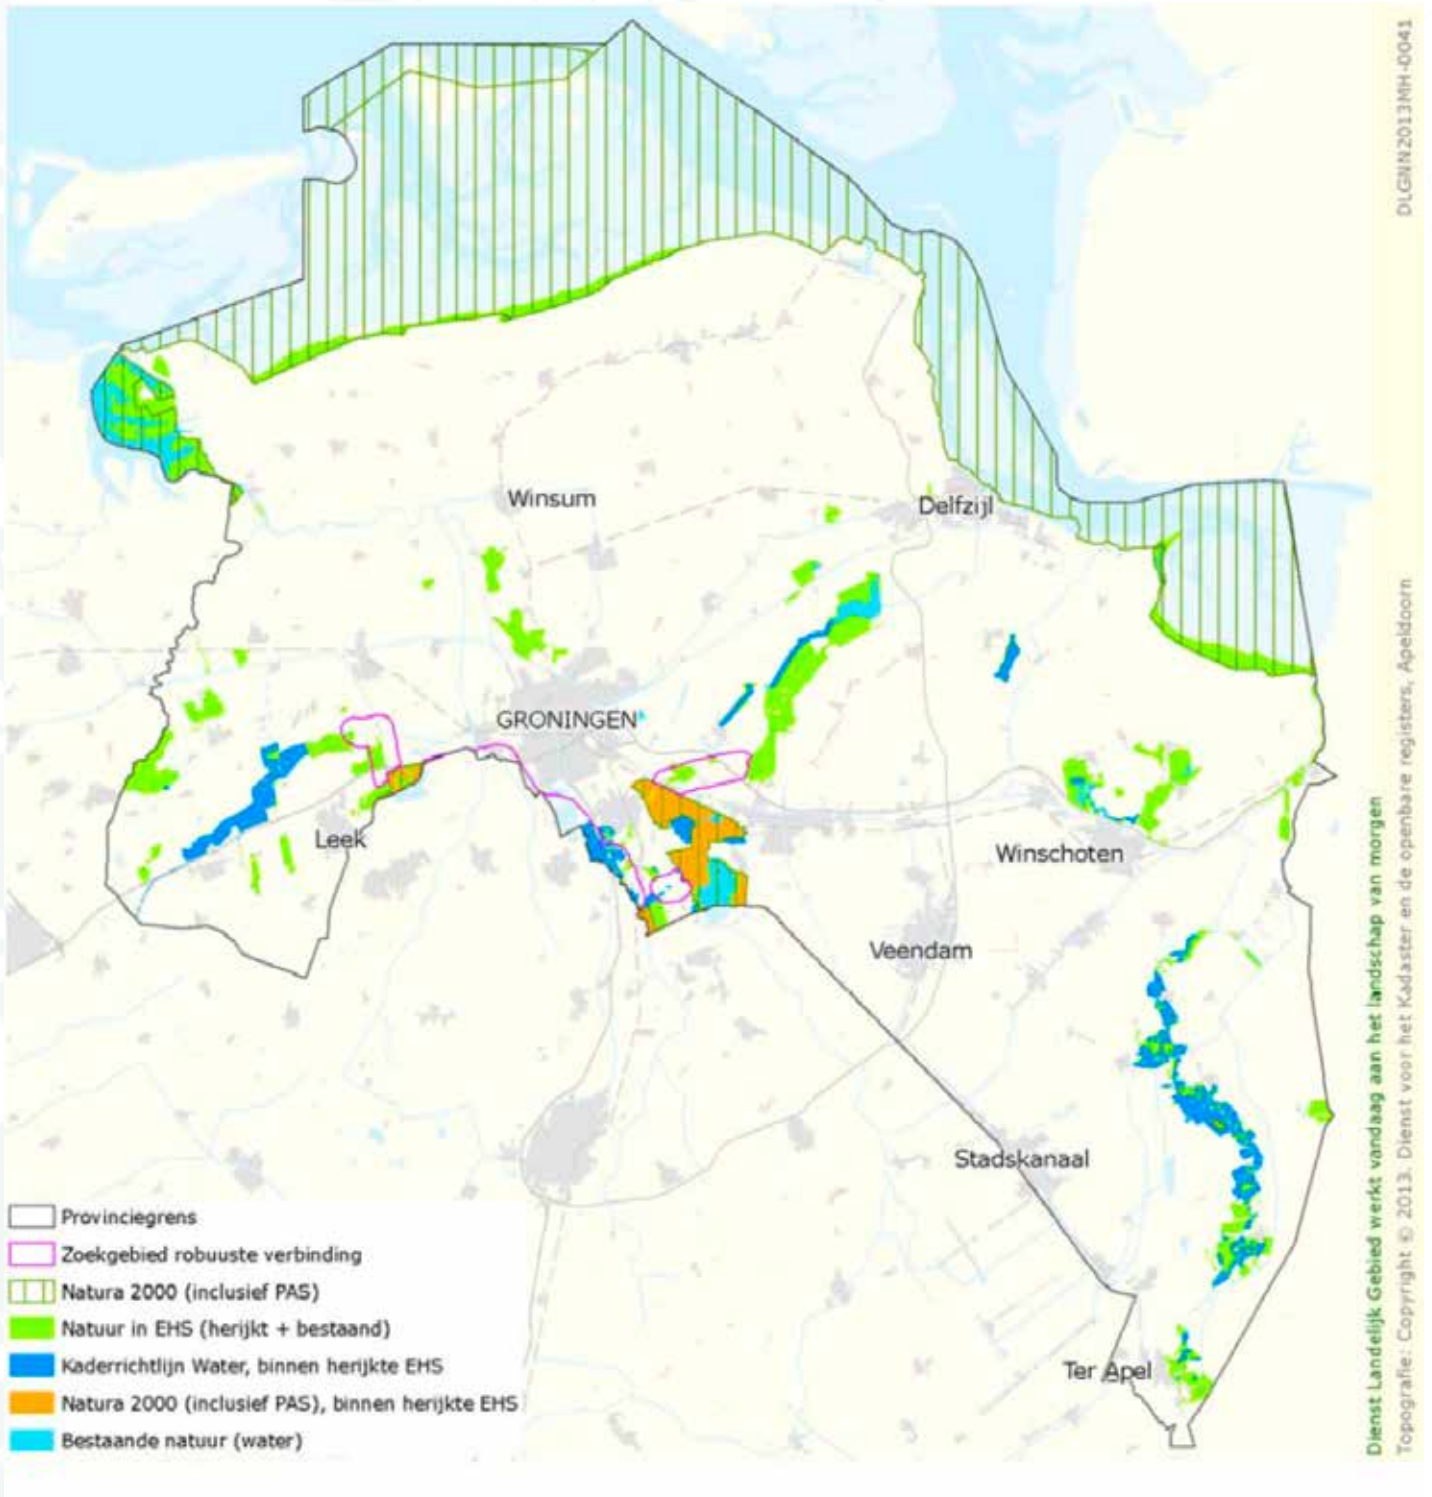 DLGNN2013MH-0041
Winsum
Delfzijl
GRONINGEN
Leek
Winschoten
Veendam
Stadskanaal
Ter Apel
Provinciegrens
Zoekgebied robuuste verbinding
Natura 2000 (inclusief PAS)
Natuur in EHS (herijkt + bestaand)
Kaderrichtlijn Water, binnen herijkte EHS
Natura 2000 (inclusief PAS), binnen herijkte EHS
Bestaande natuur (water)
Dienst Landelijk Gebied werkt vandaag aan het landschap van morgen
Topografie: Copyright © 2013. Dienst voor het Kadaster en de openbare registers, Apeldoorn